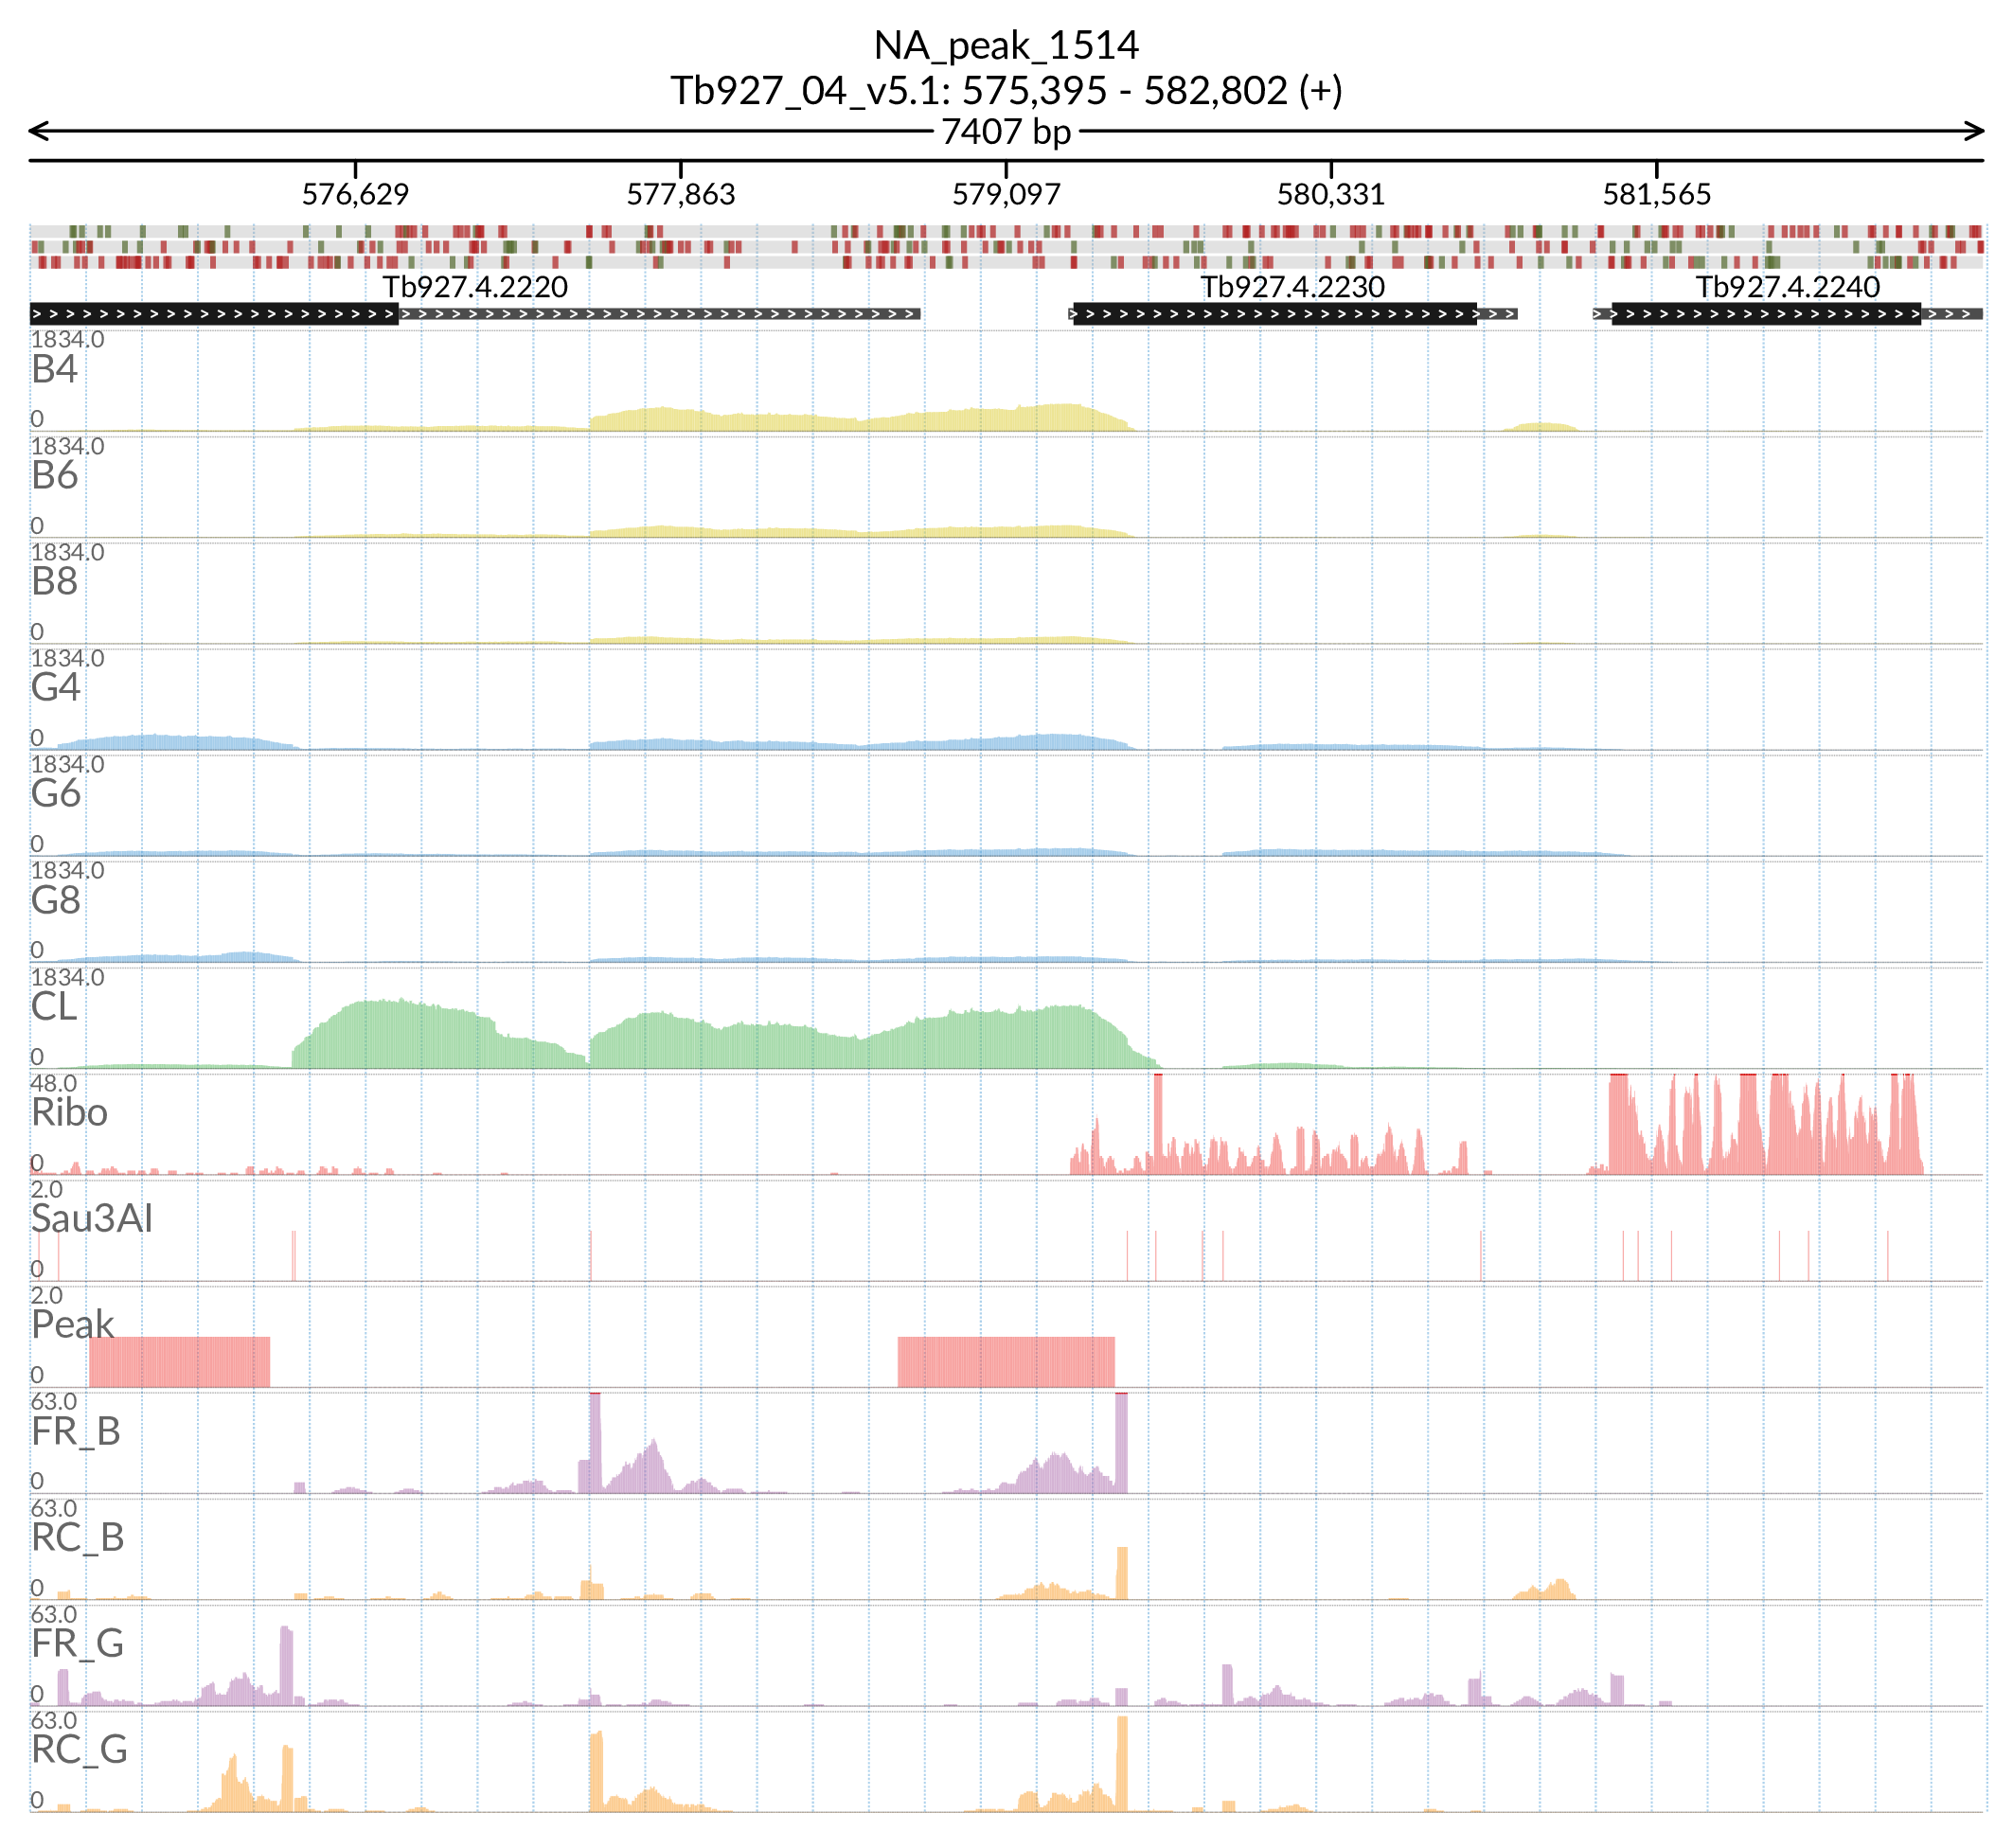 NA_peak_1514
Tb927_04_v5.1: 575,395 - 582,802 (+)
7407 bp
576,629 577,863 579,097 580,331 581,565
Tb927.4.2220 Tb927.4.2230 Tb927.4.2240
1834.0
B4
0
1834.0
B6
0
1834.0
B8
0
1834.0
G4
0
1834.0
G6
0
1834.0
G8
0
1834.0
CL
0
48.0
Ribo
0
2.0
Sau3AI
0
2.0
Peak
0
63.0
FR_B
0
63.0
RC_B
0
63.0
FR_G
0
63.0
RC_G
0